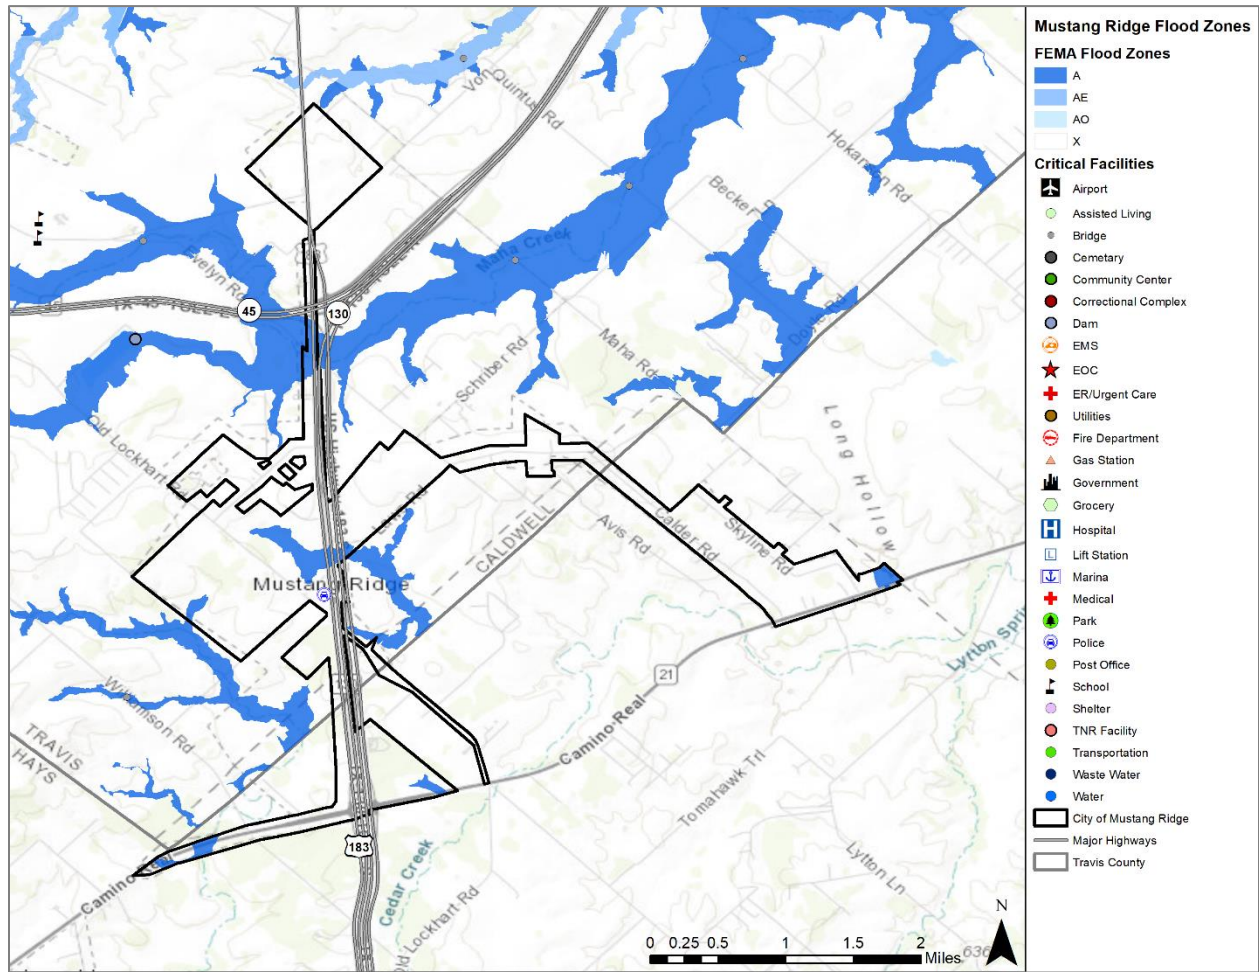 Mustang Ridge Flood Zones
FEMA Flood Zones
A
AE
AO
X
Critical Facilities
Airport
Assisted Living
Bridge
Cemetary
Community Center
Correctional Complex
Dam
EMS
EOC
ER/Urgent Care
Utilities
Fire Department
Gas Station
Government
Grocery
H Hospital
L Lift Station
Marina
Medical
Park
Police
Post Office
School
Shelter
TNR Facility
Transportation
Waste Water
Water
City of Mustang Ridge
Major Highways
Travis County
Quintus Rd
Hokanson Rd
Becker
Maha Creek
Evelyn Rd
45
130
Doyle Rd
Maha Rd
Schriber Rd
Long Hollow
Old Lockhart
CALDWELL
Avis Rd
Calder Rd
Skyline Rd
Mustang Ridge
Lytton Spri
21
Williamson Rd
TRAVIS
HAYS
Camino Real
Tomahawk Trl
183
Camino
Cedar Creek
Old Lockhart Rd
Lytton Ln
N
0 0.25 0.5 1 1.5 2
Miles